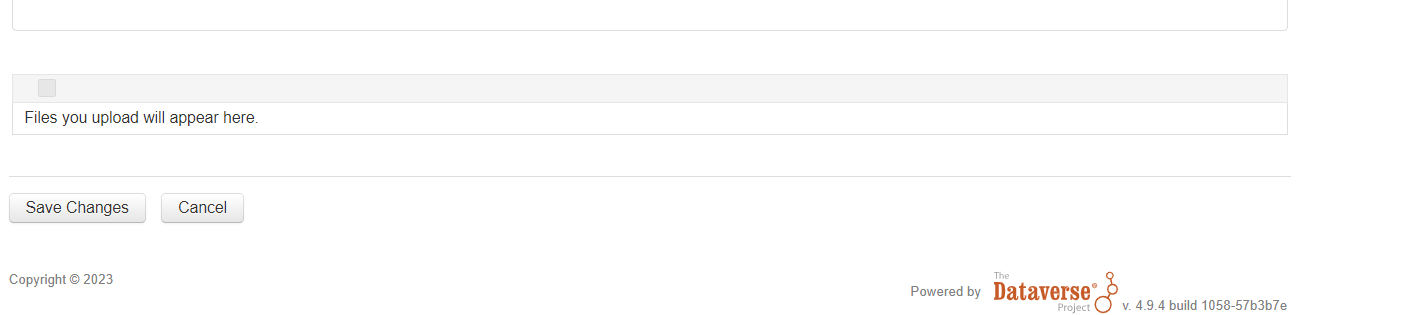 Files you upload will appear here.
Save Changes Cancel
Copyright © 2023
Powered by The Dataverse® Project v. 4.9.4 build 1058-57b3b7e